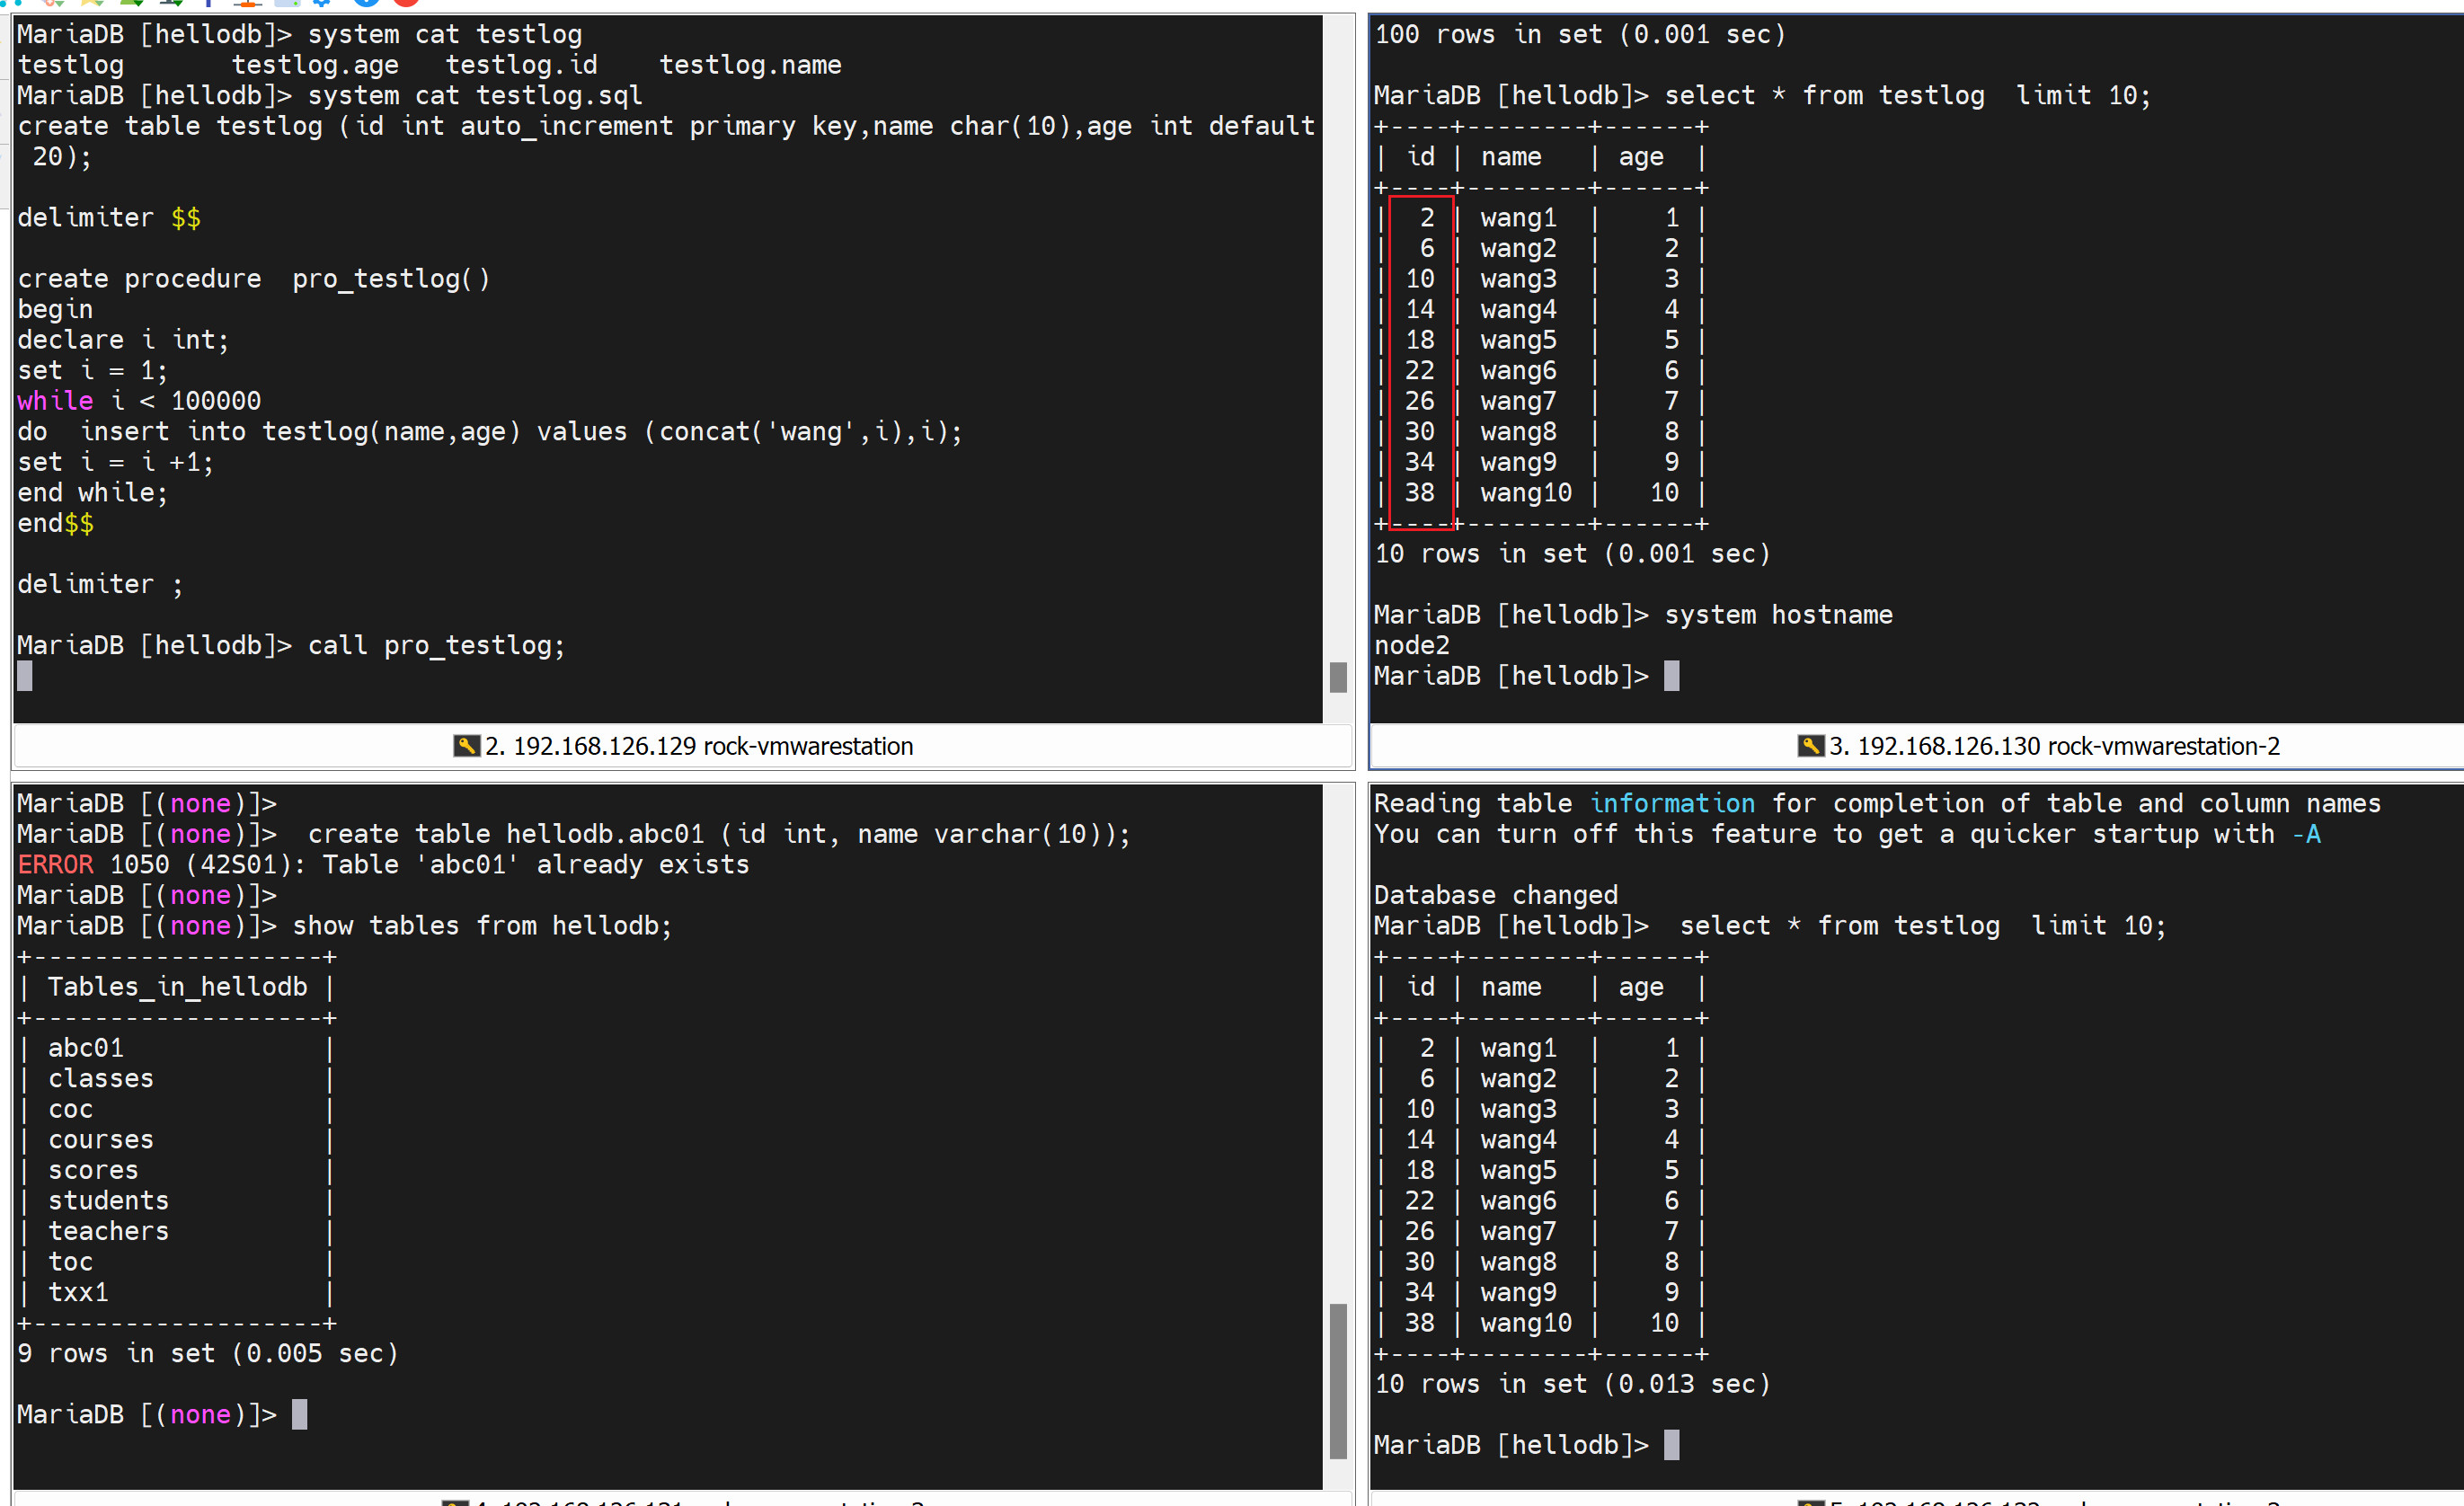 MariaDB [hellodb]> system cat testlog
testlog       testlog.age   testlog.id    testlog.name
MariaDB [hellodb]> system cat testlog.sql
create table testlog (id int auto_increment primary key,name char(10),age int default
 20);
delimiter $$
create procedure  pro_testlog()
begin
declare i int;
set i = 1;
while i < 100000
do  insert into testlog(name,age) values (concat('wang',i),i);
set i = i +1;
end while;
end$$
delimiter ;
MariaDB [hellodb]> call pro_testlog;
2. 192.168.126.129 rock-vmwarestation
100 rows in set (0.001 sec)
MariaDB [hellodb]> select * from testlog  limit 10;
+----+--------+------+
| id | name   | age  |
+----+--------+------+
|  2 | wang1  |    1 |
|  6 | wang2  |    2 |
| 10 | wang3  |    3 |
| 14 | wang4  |    4 |
| 18 | wang5  |    5 |
| 22 | wang6  |    6 |
| 26 | wang7  |    7 |
| 30 | wang8  |    8 |
| 34 | wang9  |    9 |
| 38 | wang10 |   10 |
+----+--------+------+
10 rows in set (0.001 sec)
MariaDB [hellodb]> system hostname
node2
MariaDB [hellodb]>
3. 192.168.126.130 rock-vmwarestation-2
MariaDB [(none)]>
MariaDB [(none)]>  create table hellodb.abc01 (id int, name varchar(10));
ERROR 1050 (42S01): Table 'abc01' already exists
MariaDB [(none)]>
MariaDB [(none)]> show tables from hellodb;
+-------------------+
| Tables_in_hellodb |
+-------------------+
| abc01             |
| classes           |
| coc               |
| courses           |
| scores            |
| students          |
| teachers          |
| toc               |
| txx1              |
+-------------------+
9 rows in set (0.005 sec)
MariaDB [(none)]>
Reading table information for completion of table and column names
You can turn off this feature to get a quicker startup with -A
Database changed
MariaDB [hellodb]>  select * from testlog  limit 10;
+----+--------+------+
| id | name   | age  |
+----+--------+------+
|  2 | wang1  |    1 |
|  6 | wang2  |    2 |
| 10 | wang3  |    3 |
| 14 | wang4  |    4 |
| 18 | wang5  |    5 |
| 22 | wang6  |    6 |
| 26 | wang7  |    7 |
| 30 | wang8  |    8 |
| 34 | wang9  |    9 |
| 38 | wang10 |   10 |
+----+--------+------+
10 rows in set (0.013 sec)
MariaDB [hellodb]>